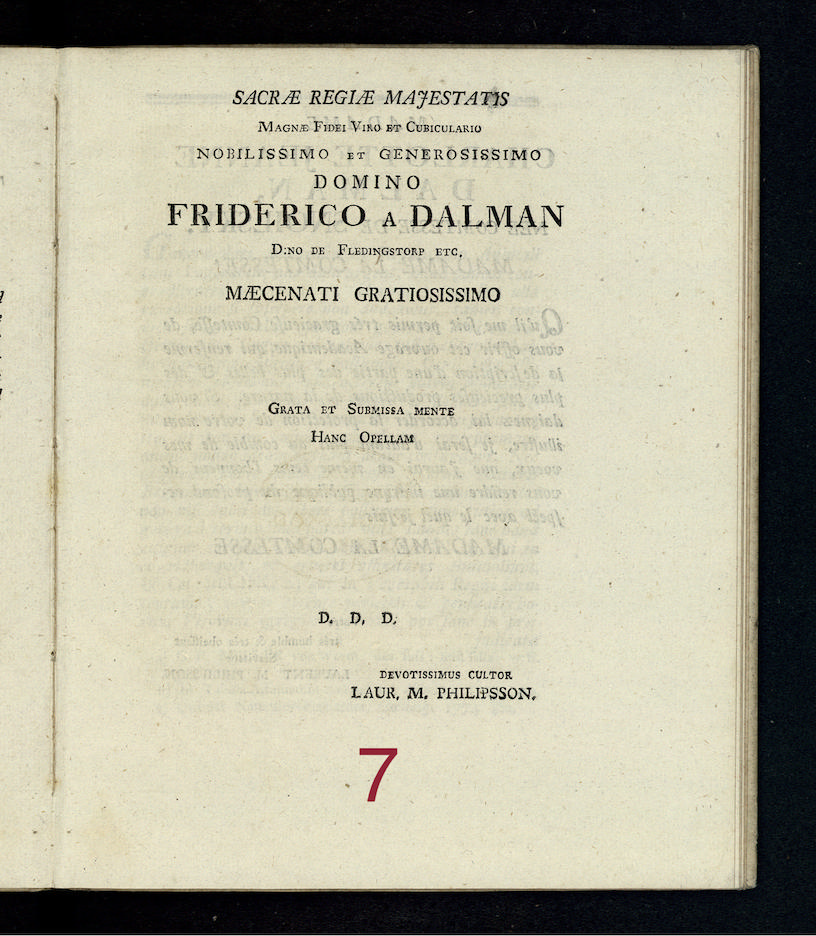 SACRÆ REGIÆ MAJESTATIS
MAGNÆ FIDEI VIRO ET CUBICULARIO
NOBILISSIMO ET GENEROSISSIMO
DOMINO
FRIDERICO A DALMAN
D:NO DE FLEDINGSTORP ETC,
MÆCENATI GRATIOSISSIMO
GRATA ET SUBMISSA MENTE
HANC OPELLAM
D. D, D.
DEVOTISSIMUS CULTOR
LAUR, M. PHILIPSSON.
7